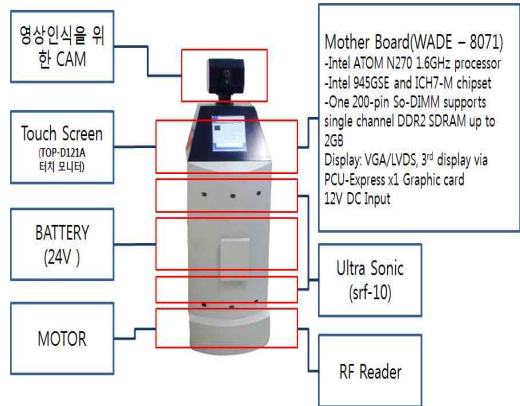 영상인식을 위
한 CAM
Touch Screen
(TOP-D121A
터치 모니터)
BATTERY
(24V )
MOTOR
Mother Board(WADE – 8071)
-Intel ATOM N270 1.6GHz processor
-Intel 945GSE and ICH7-M chipset
-One 200-pin So-DIMM supports
single channel DDR2 SDRAM up to
2GB
Display: VGA/LVDS, 3rd display via
PCU-Express x1 Graphic card
12V DC Input
Ultra Sonic
(srf-10)
RF Reader